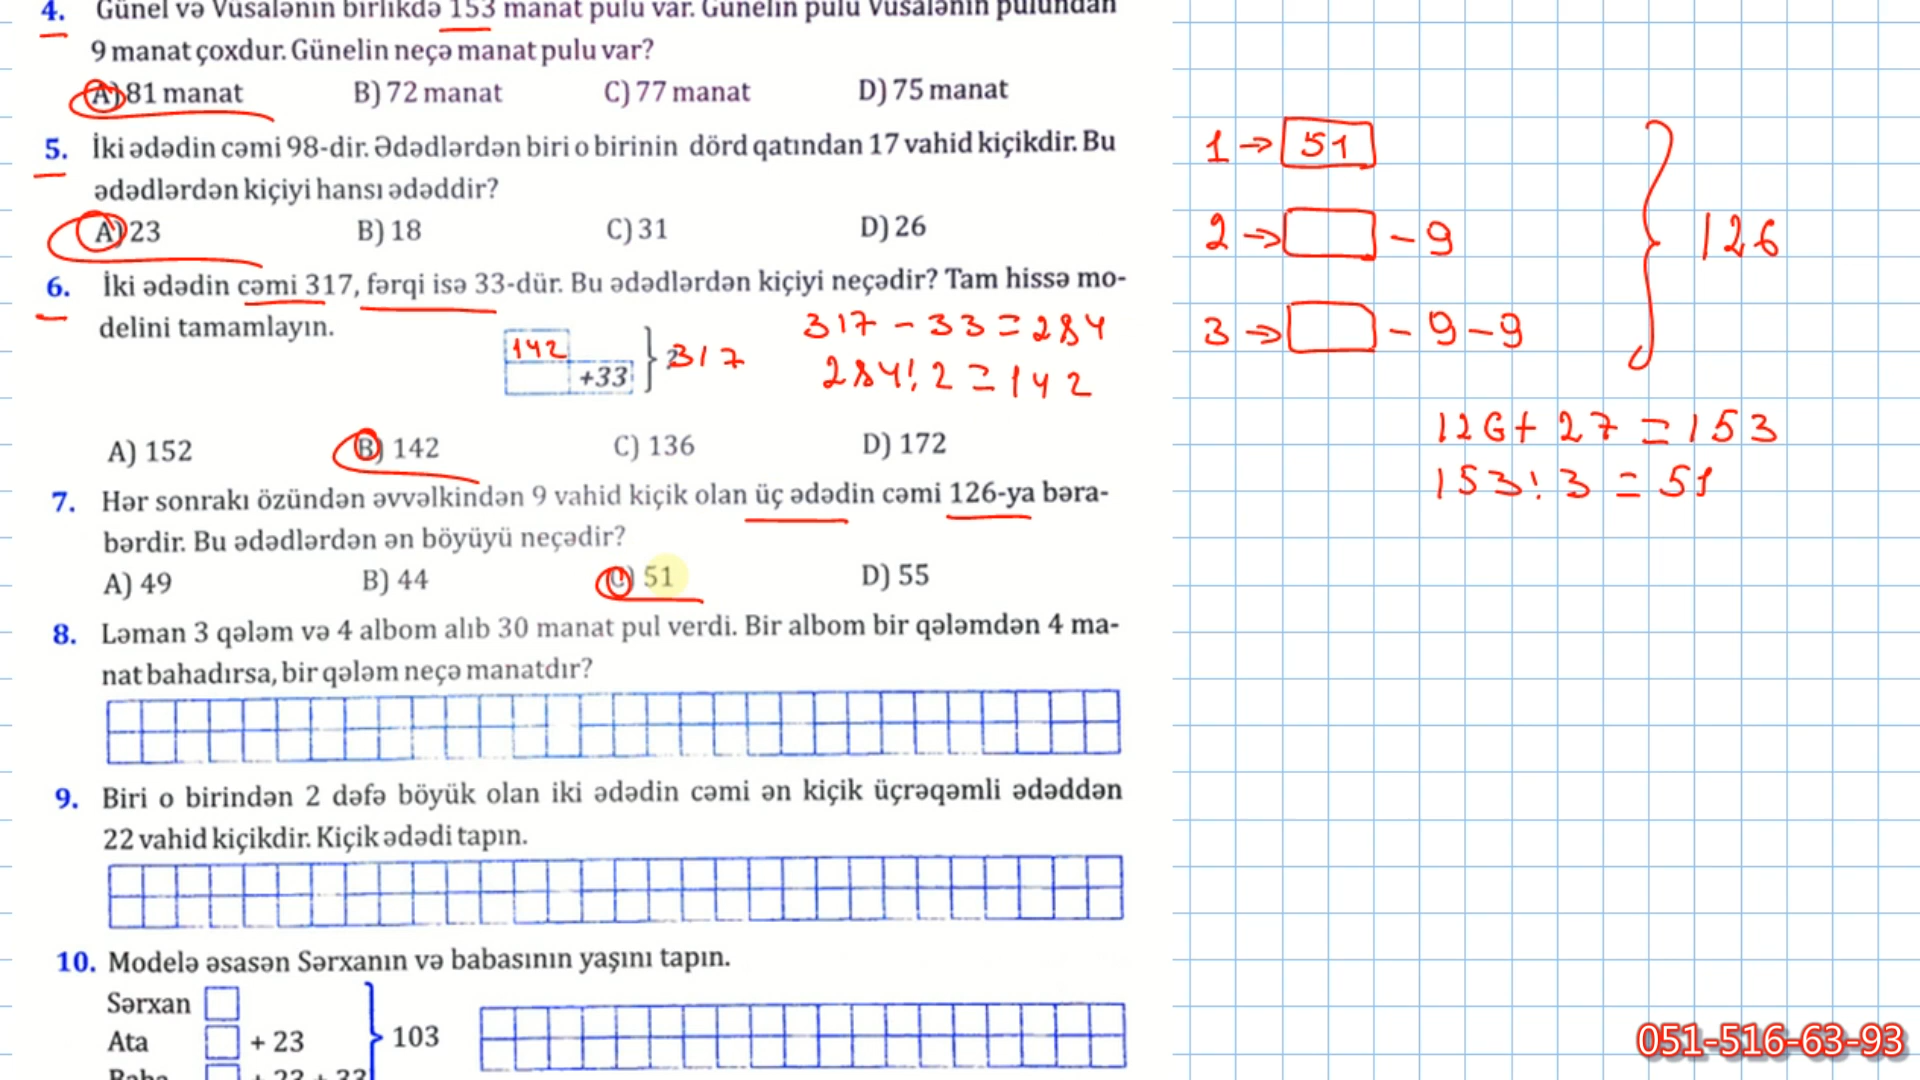 4. Günel və Vüsalənin birlikdə 153 manat pulu var. Günelin pulu Vüsalənin pulundan
9 manat çoxdur. Günelin neçə manat pulu var?
A) 81 manat B) 72 manat C) 77 manat D) 75 manat
5. İki ədədin cəmi 98-dir. Ədədlərdən biri o birinin dörd qatından 17 vahid kiçikdir. Bu
ədədlərdən kiçiyi hansı ədəddir?
A) 23 B) 18 C) 31 D) 26
6. İki ədədin cəmi 317, fərqi isə 33-dür. Bu ədədlərdən kiçiyi neçədir? Tam hissə mo-
delini tamamlayın.
142
+33
317
317 - 33 = 284
284 : 2 = 142
A) 152 B) 142 C) 136 D) 172
7. Hər sonrakı özündən əvvəlkindən 9 vahid kiçik olan üç ədədin cəmi 126-ya bəra-
bərdir. Bu ədədlərdən ən böyüyü neçədir?
A) 49 B) 44 C) 51 D) 55
8. Ləman 3 qələm və 4 albom alıb 30 manat pul verdi. Bir albom bir qələmdən 4 ma-
nat bahadırsa, bir qələm neçə manatdır?
9. Biri o birindən 2 dəfə böyük olan iki ədədin cəmi ən kiçik üçrəqəmli ədəddən
22 vahid kiçikdir. Kiçik ədədi tapın.
10. Modelə əsasən Sərxanın və babasının yaşını tapın.
Sərxan
Ata + 23
103
Baba + 23 + 33
1 → 51
2 → - 9
3 → - 9 - 9
126
126 + 27 = 153
153 : 3 = 51
051-516-63-93